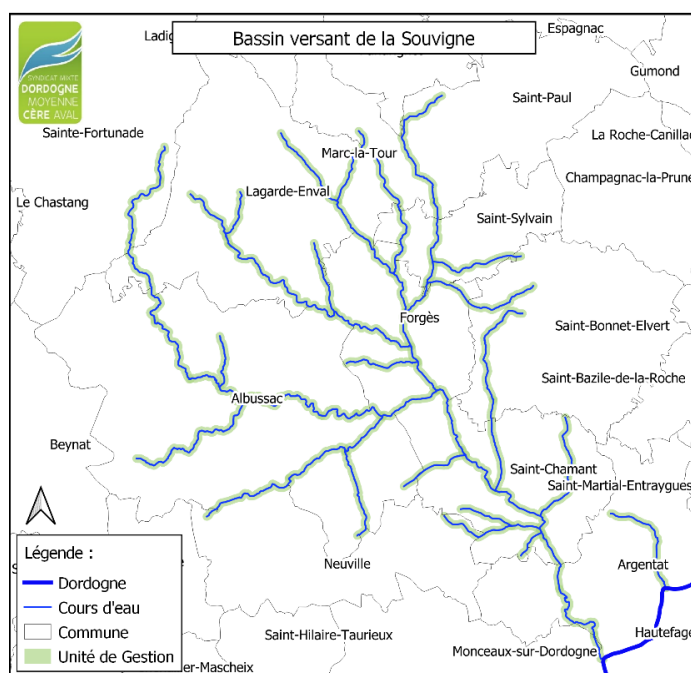 Bassin versant de la Souvigne
SYNDICAT MIXTE
DORDOGNE
MOYENNE
CÈRE AVAL
Espagnac
Gumond
Saint-Paul
Sainte-Fortunade
La Roche-Canillac
Marc-la-Tour
Champagnac-la-Prune
Lagarde-Enval
Le Chastang
Saint-Sylvain
Forgès
Saint-Bonnet-Elvert
Saint-Bazile-de-la-Roche
Albussac
Beynat
Saint-Chamant
Saint-Martial-Entraygues
Neuville
Argentat
Hautefage
Saint-Hilaire-Taurieux
Monceaux-sur-Dordogne
er-Mascheix
Légende :
Dordogne
Cours d'eau
Commune
Unité de Gestion